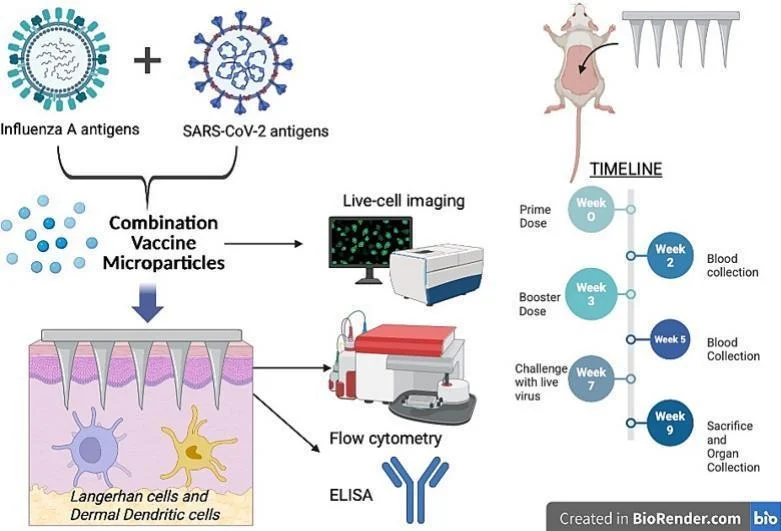 Influenza A antigens
+
SARS-CoV-2 antigens
Combination
Vaccine
Microparticles
Live-cell imaging
Flow cytometry
ELISA
Langerhan cells and
Dermal Dendritic cells
TIMELINE
Prime
Dose
Week
0
Week
2
Blood
collection
Booster
Dose
Week
3
Week 5
Blood
Collection
Challenge
with live
virus
Week
7
Week
9
Sacrifice
and
Organ
Collection
Created in BioRender.com bio